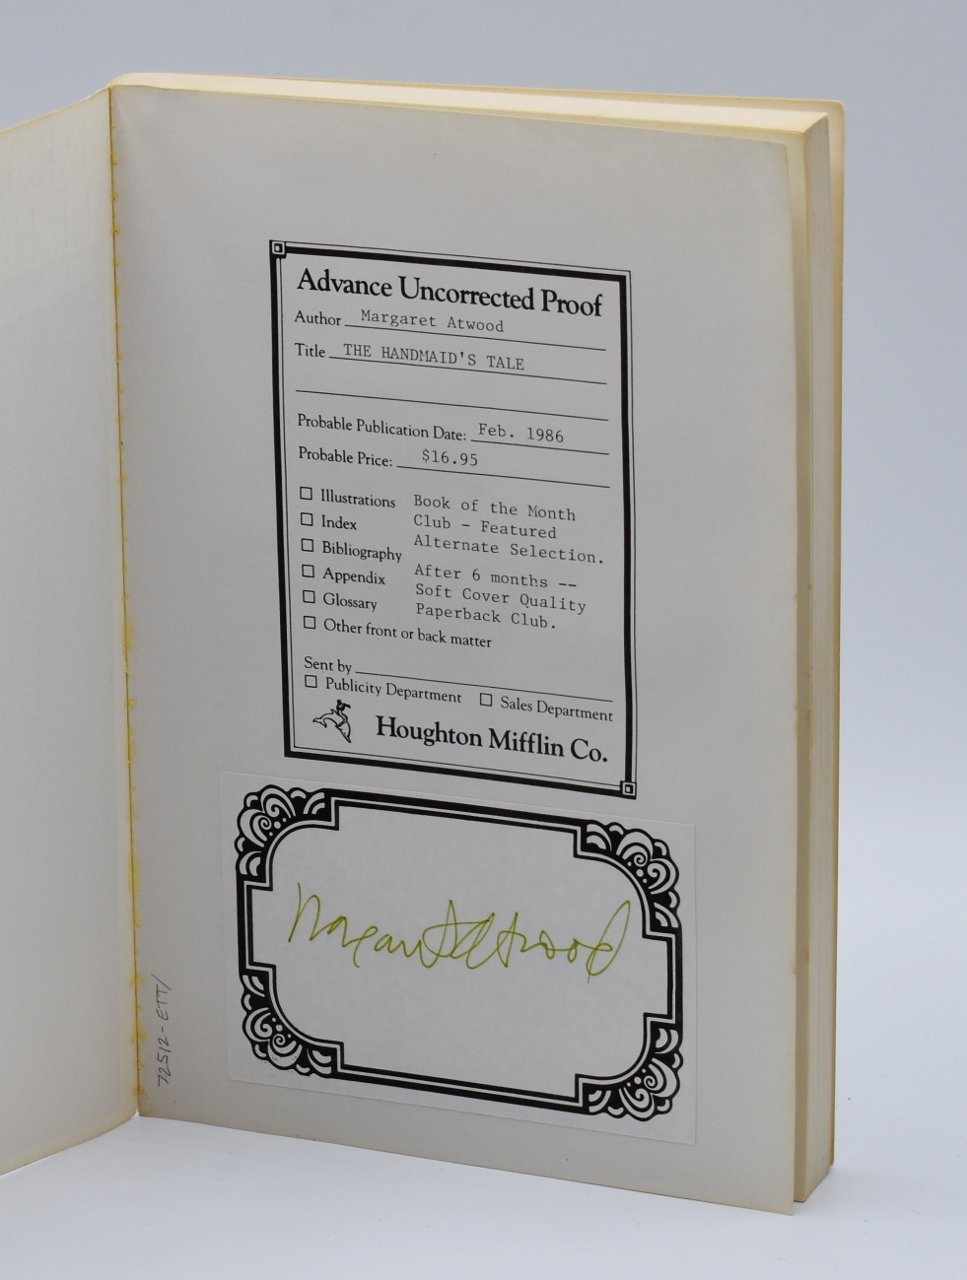 Advance Uncorrected Proof
Author Margaret Atwood
Title THE HANDMAID'S TALE
Probable Publication Date: Feb. 1986
Probable Price: $16.95
Illustrations
Index
Bibliography
Appendix
Glossary
Other front or back matter
Book of the Month
Club - Featured
Alternate Selection.
After 6 months --
Soft Cover Quality
Paperback Club.
Sent by
Publicity Department Sales Department
Houghton Mifflin Co.
Margaret Atwood